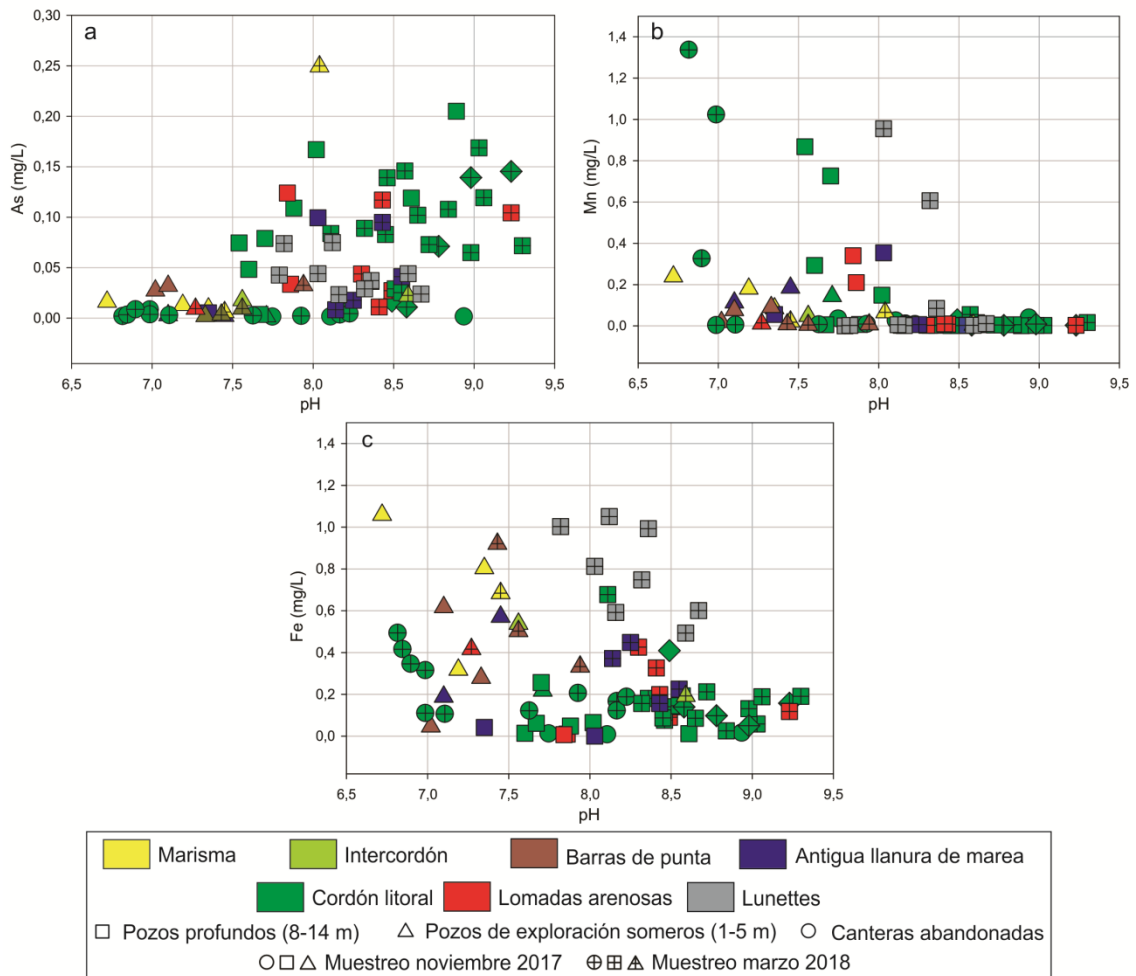 a
0,30
0,25
0,20
0,15
0,10
0,05
0,00
As (mg/L)
6,5 7,0 7,5 8,0 8,5 9,0 9,5
pH
b
1,4
1,2
1,0
0,8
0,6
0,4
0,2
0,0
Mn (mg/L)
6,5 7,0 7,5 8,0 8,5 9,0 9,5
pH
c
1,4
1,2
1,0
0,8
0,6
0,4
0,2
0,0
Fe (mg/L)
6,5 7,0 7,5 8,0 8,5 9,0 9,5
pH
Marisma Intercordón Barras de punta Antigua llanura de marea
Cordón litoral Lomadas arenosas Lunettes
Pozos profundos (8-14 m) Pozos de exploración someros (1-5 m) Canteras abandonadas
Muestreo noviembre 2017 Muestreo marzo 2018